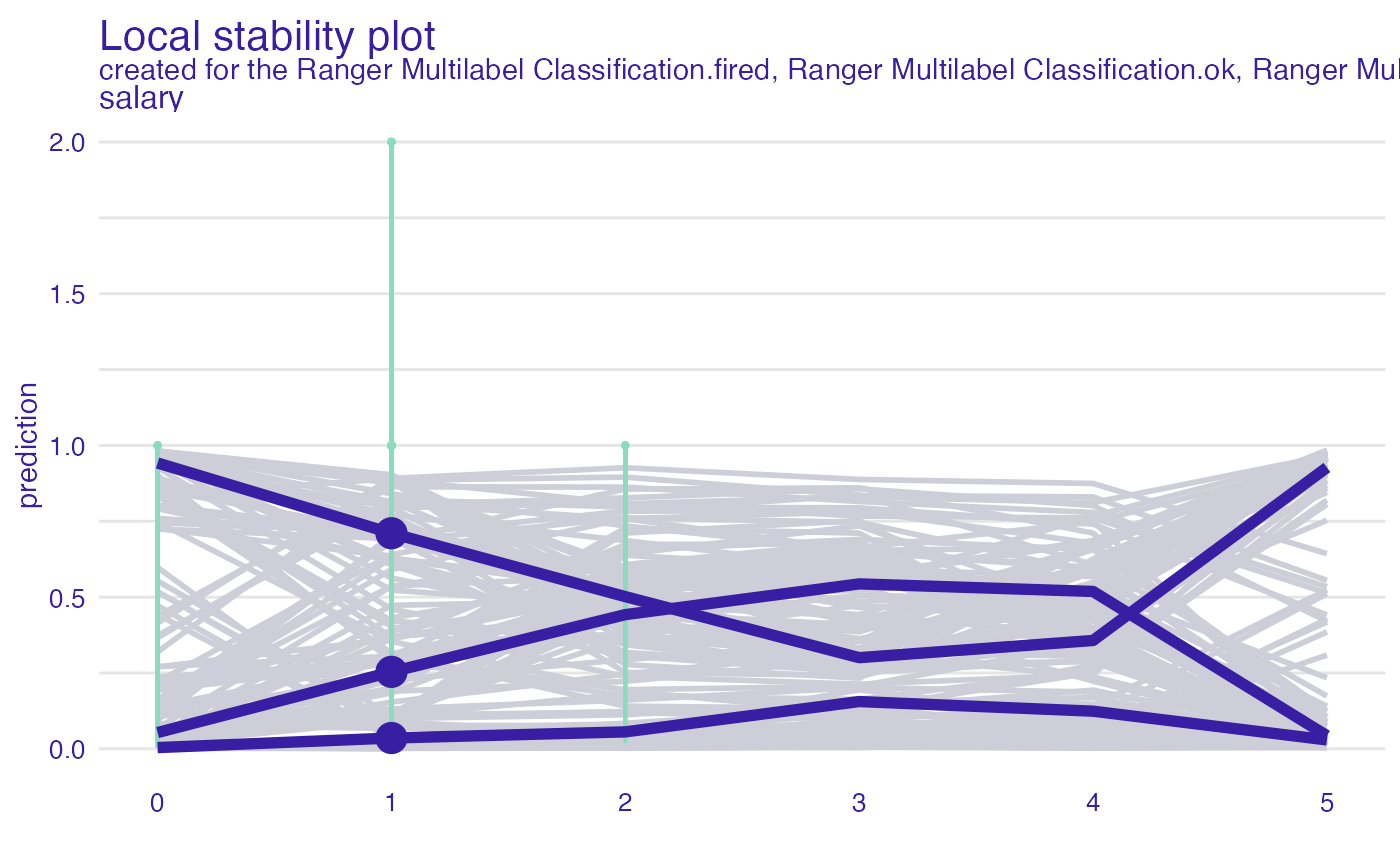 Local stability plot
created for the Ranger Multilabel Classification.fired, Ranger Multilabel Classification.ok, Ranger Mul
salary
2.0
1.5
1.0
0.5
0.0
prediction
0 1 2 3 4 5